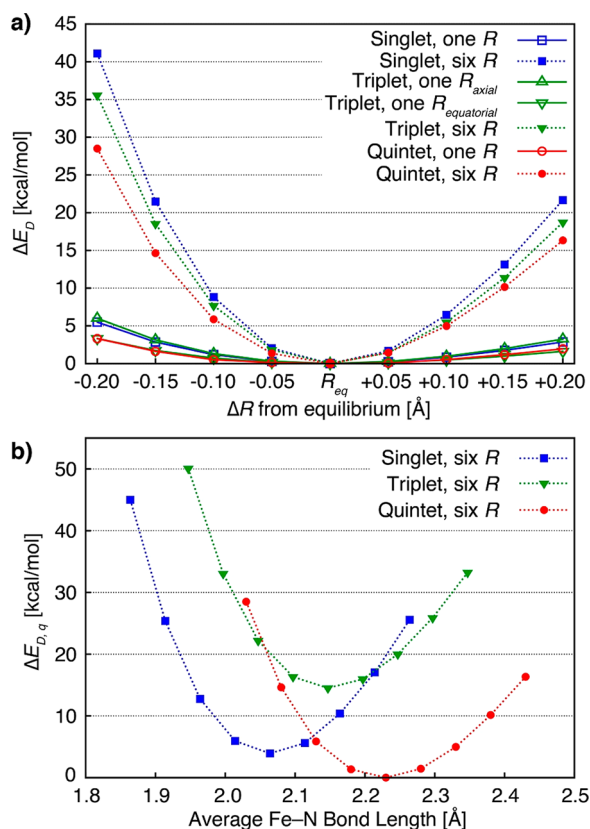 a)
ΔE_D [kcal/mol]
45
40
35
30
25
20
15
10
5
0
Singlet, one R
Singlet, six R
Triplet, one R_axial
Triplet, one R_equatorial
Triplet, six R
Quintet, one R
Quintet, six R
-0.20 -0.15 -0.10 -0.05 R_eq +0.05 +0.10 +0.15 +0.20
ΔR from equilibrium [Å]
b)
ΔE_D, q [kcal/mol]
50
40
30
20
10
0
Singlet, six R
Triplet, six R
Quintet, six R
1.8 1.9 2.0 2.1 2.2 2.3 2.4 2.5
Average Fe–N Bond Length [Å]